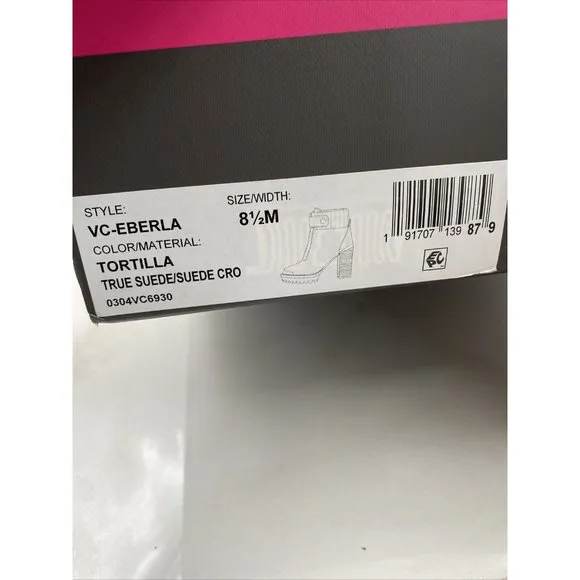 STYLE:
VC-EBERLA
COLOR/MATERIAL:
TORTILLA
TRUE SUEDE/SUEDE CRO
0304VC6930
SIZE/WIDTH:
8½M
1 91707 139 87 9